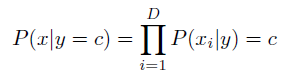 P(x|y = c) = ∏_{i=1}^{D} P(x_i|y) = c